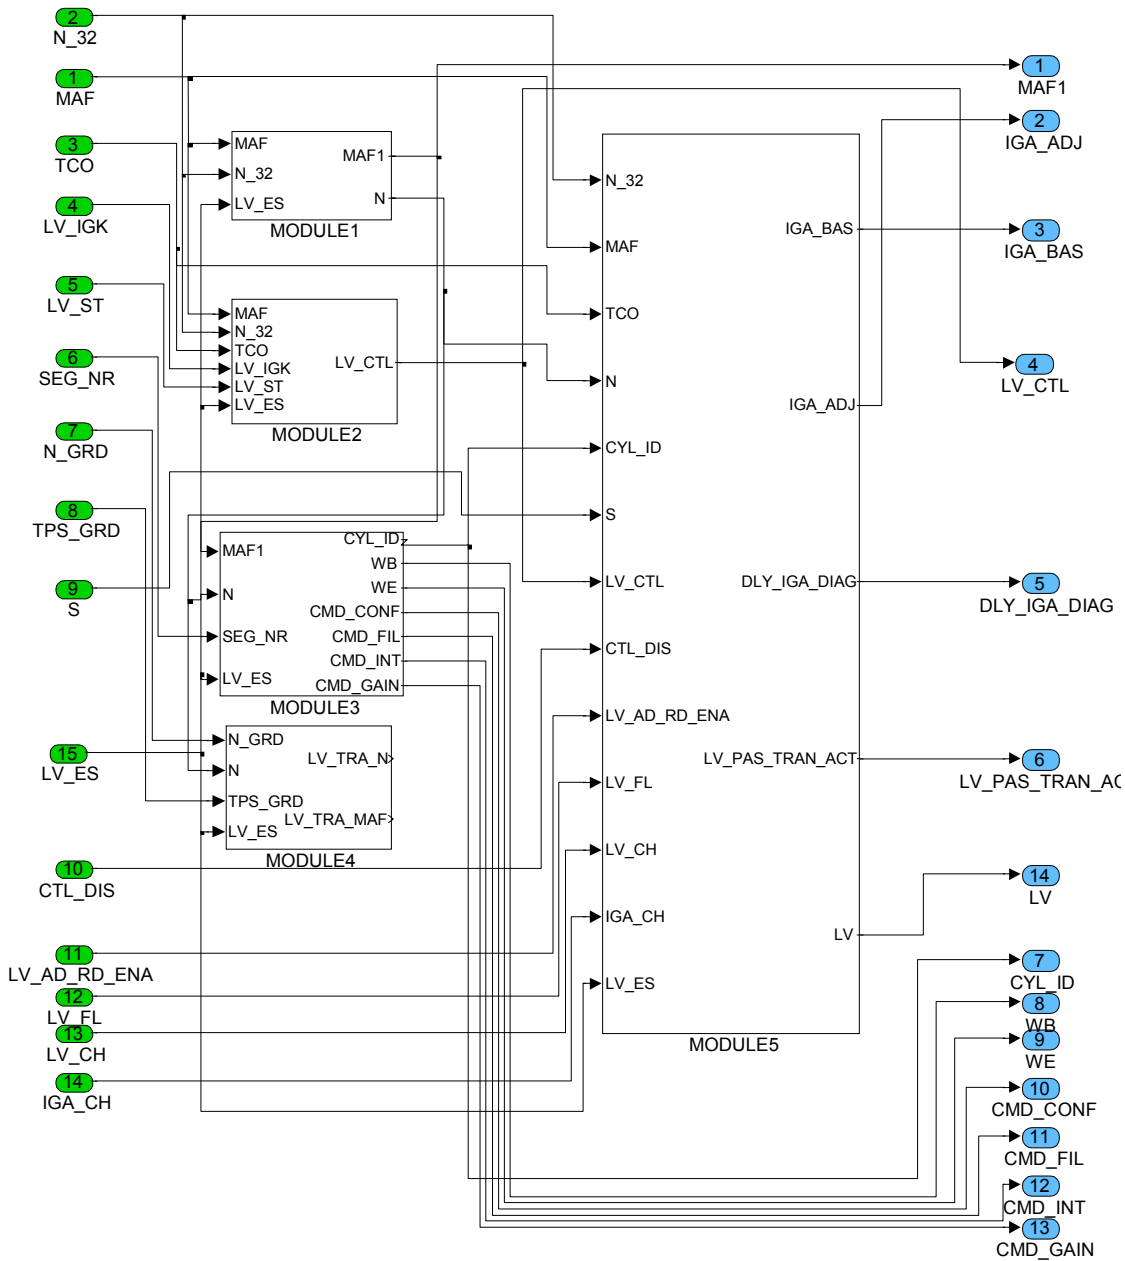 2
N_32
1
MAF
3
TCO
4
LV_IGK
5
LV_ST
6
SEG_NR
7
N_GRD
8
TPS_GRD
9
S
15
LV_ES
10
CTL_DIS
11
LV_AD_RD_ENA
12
LV_FL
13
LV_CH
14
IGA_CH
MAF
N_32
LV_ES
MAF1
N
MODULE1
MAF
N_32
TCO
LV_IGK
LV_ST
LV_ES
LV_CTL
MODULE2
MAF1
N
SEG_NR
LV_ES
CYL_ID
WB
WE
CMD_CONF
CMD_FIL
CMD_INT
CMD_GAIN
MODULE3
N_GRD
N
TPS_GRD
LV_ES
LV_TRA_N
LV_TRA_MAF
MODULE4
N_32
MAF
TCO
N
CYL_ID
S
LV_CTL
CTL_DIS
LV_AD_RD_ENA
LV_FL
LV_CH
IGA_CH
LV_ES
IGA_BAS
IGA_ADJ
DLY_IGA_DIAG
LV_PAS_TRAN_ACT
LV
MODULE5
1
MAF1
2
IGA_ADJ
3
IGA_BAS
4
LV_CTL
5
DLY_IGA_DIAG
6
LV_PAS_TRAN_AC
14
LV
7
CYL_ID
8
WB
9
WE
10
CMD_CONF
11
CMD_FIL
12
CMD_INT
13
CMD_GAIN